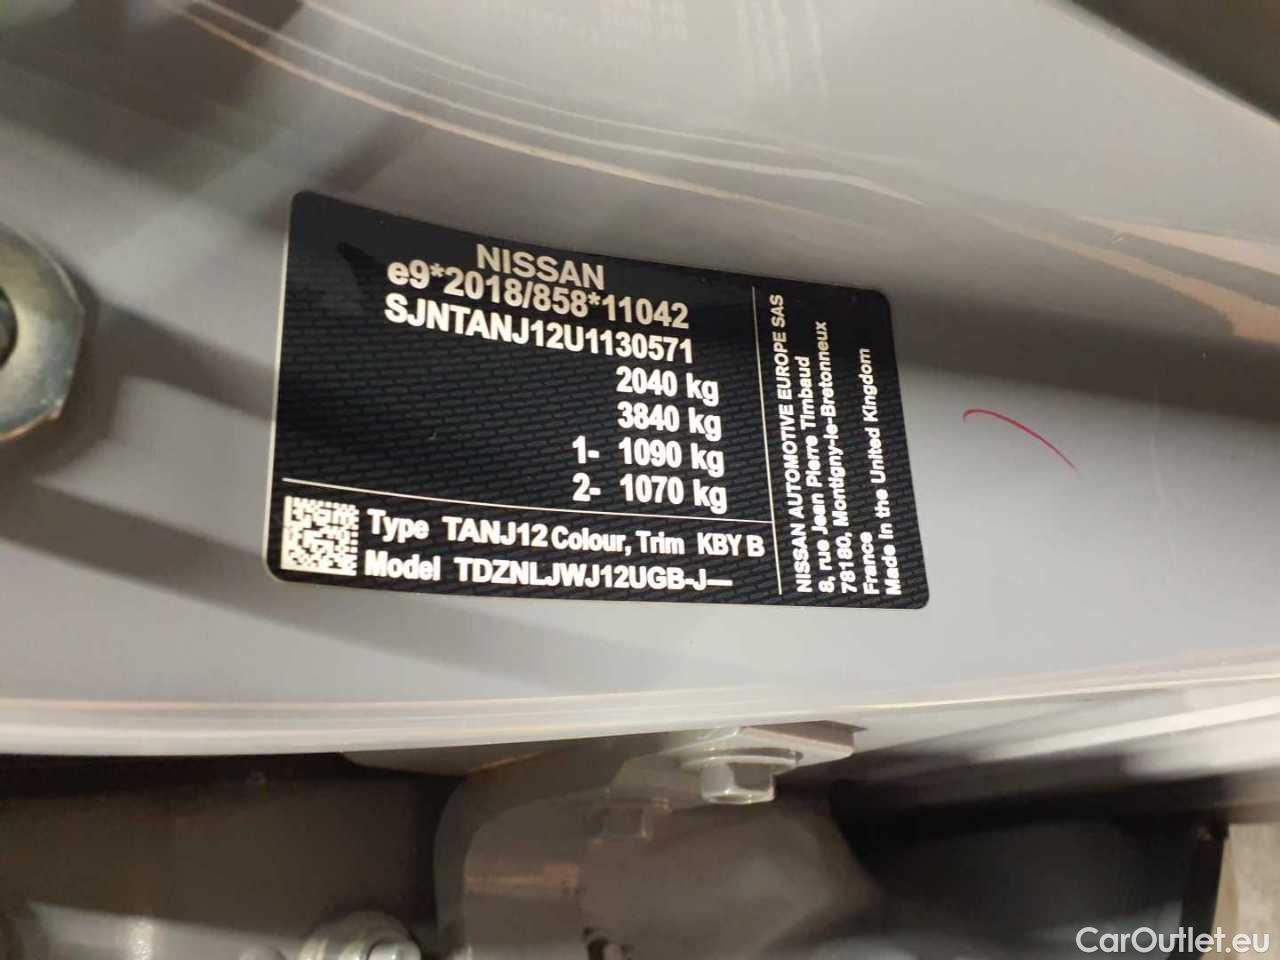 NISSAN
e9*2018/858*11042
SJNTANJ12U1130571
2040 kg
3840 kg
1- 1090 kg
2- 1070 kg
Type TANJ12 Colour, Trim KBY B
Model TDZNLJWJ12UGB-J—
NISSAN AUTOMOTIVE EUROPE SAS
8, rue Jean Pierre Timbaud
78180, Montigny-le-Bretonneux
France
Made in the United Kingdom
CarOutlet.eu